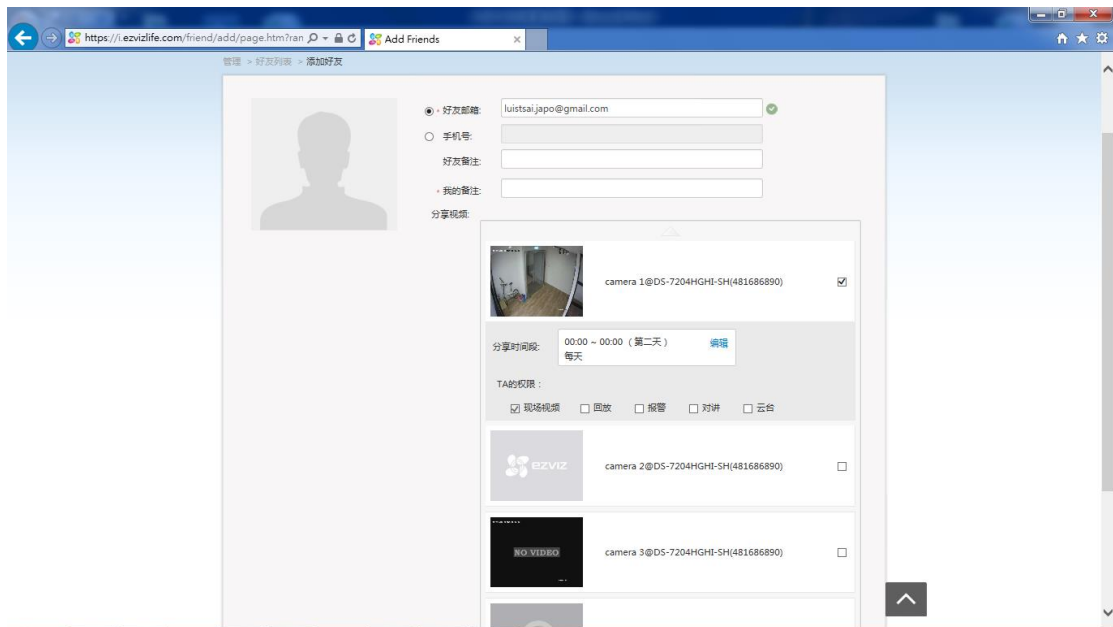 https://i.ezvizlife.com/friend/add/page.htm?ran
Add Friends
管理 > 好友列表 > 添加好友
好友邮箱: luistsai.japo@gmail.com
手机号:
好友备注:
我的备注:
分享视频:
camera 1@DS-7204HGHI-SH(481686890)
分享时间段: 00:00 ~ 00:00 （第二天） 编辑
每天
TA的权限：
现场视频 回放 报警 对讲 云台
ezviz
camera 2@DS-7204HGHI-SH(481686890)
NO VIDEO
camera 3@DS-7204HGHI-SH(481686890)